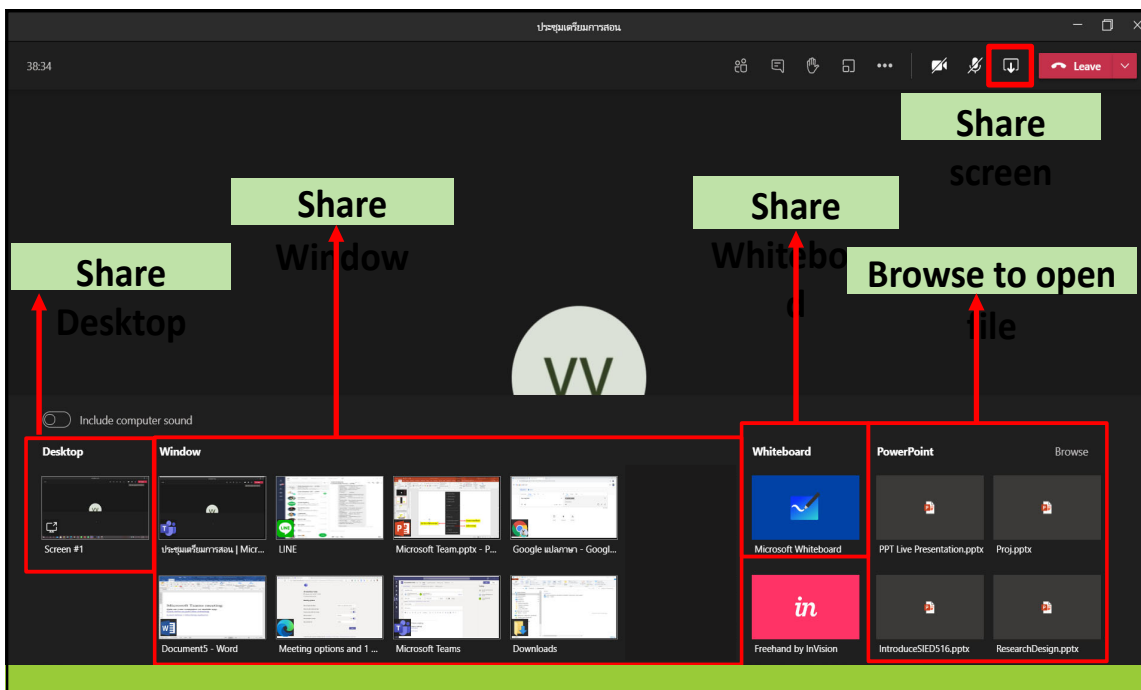 ประชุมเตรียมการสอน
38:34
Leave
Share
screen
Share
Window
Share
Whiteboa
d
Share
Desktop
Browse to open
file
VV
Include computer sound
Desktop
Window
Whiteboard
PowerPoint
Browse
Screen #1
ประชุมเตรียมการสอน | Micr...
LINE
Microsoft Team.pptx - P...
Google แปลภาษา - Googl...
Microsoft Whiteboard
PPT Live Presentation.pptx
Proj.pptx
in
Document5 - Word
Meeting options and 1 ...
Microsoft Teams
Downloads
Freehand by InVision
IntroduceSIED516.pptx
ResearchDesign.pptx